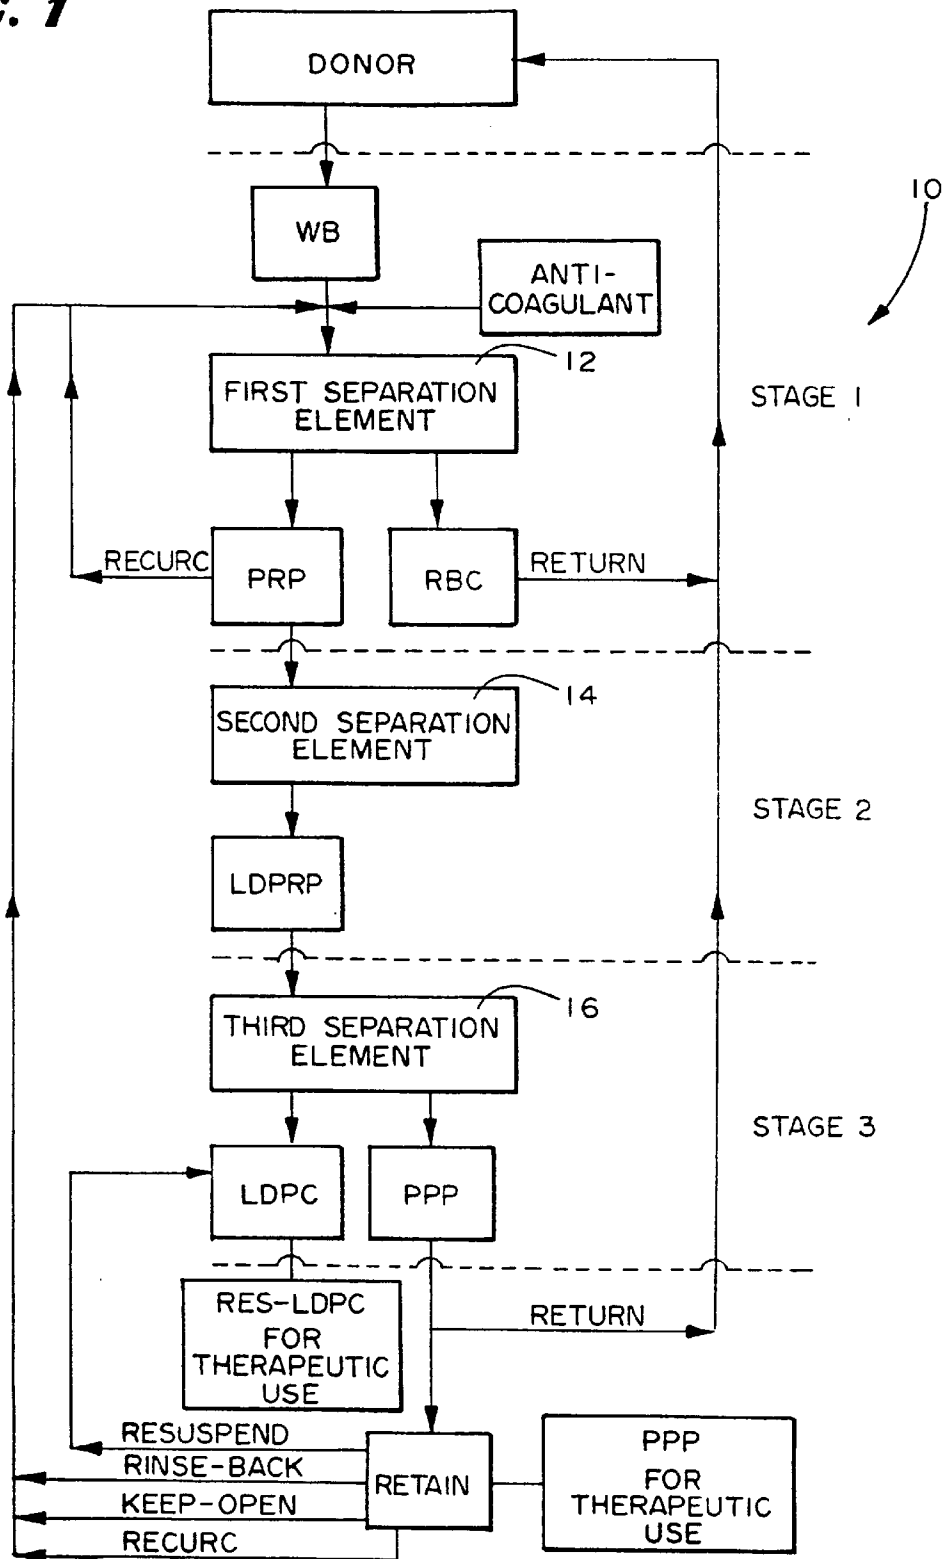 DONOR
10
WB
ANTI-
COAGULANT
12
FIRST SEPARATION
ELEMENT
STAGE 1
RECURC
PRP
RBC
RETURN
14
SECOND SEPARATION
ELEMENT
STAGE 2
LDPRP
16
THIRD SEPARATION
ELEMENT
STAGE 3
LDPC
PPP
RES-LDPC
FOR
THERAPEUTIC
USE
RETURN
RESUSPEND
RINSE-BACK
KEEP-OPEN
RECURC
RETAIN
PPP
FOR
THERAPEUTIC
USE